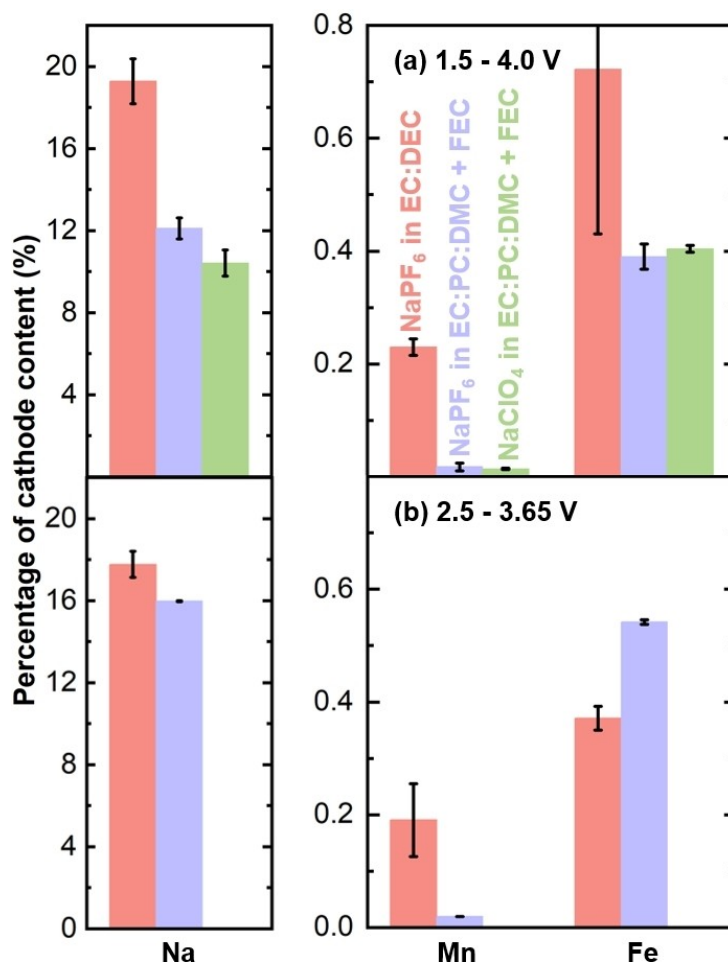 Percentage of cathode content (%)
20
16
12
8
4
0.8
0.6
0.4
0.2
(a) 1.5 - 4.0 V
NaPF₆ in EC:DEC
NaPF₆ in EC:PC:DMC + FEC
NaClO₄ in EC:PC:DMC + FEC
20
16
12
8
4
0
0.6
0.4
0.2
0.0
(b) 2.5 - 3.65 V
Na
Mn
Fe